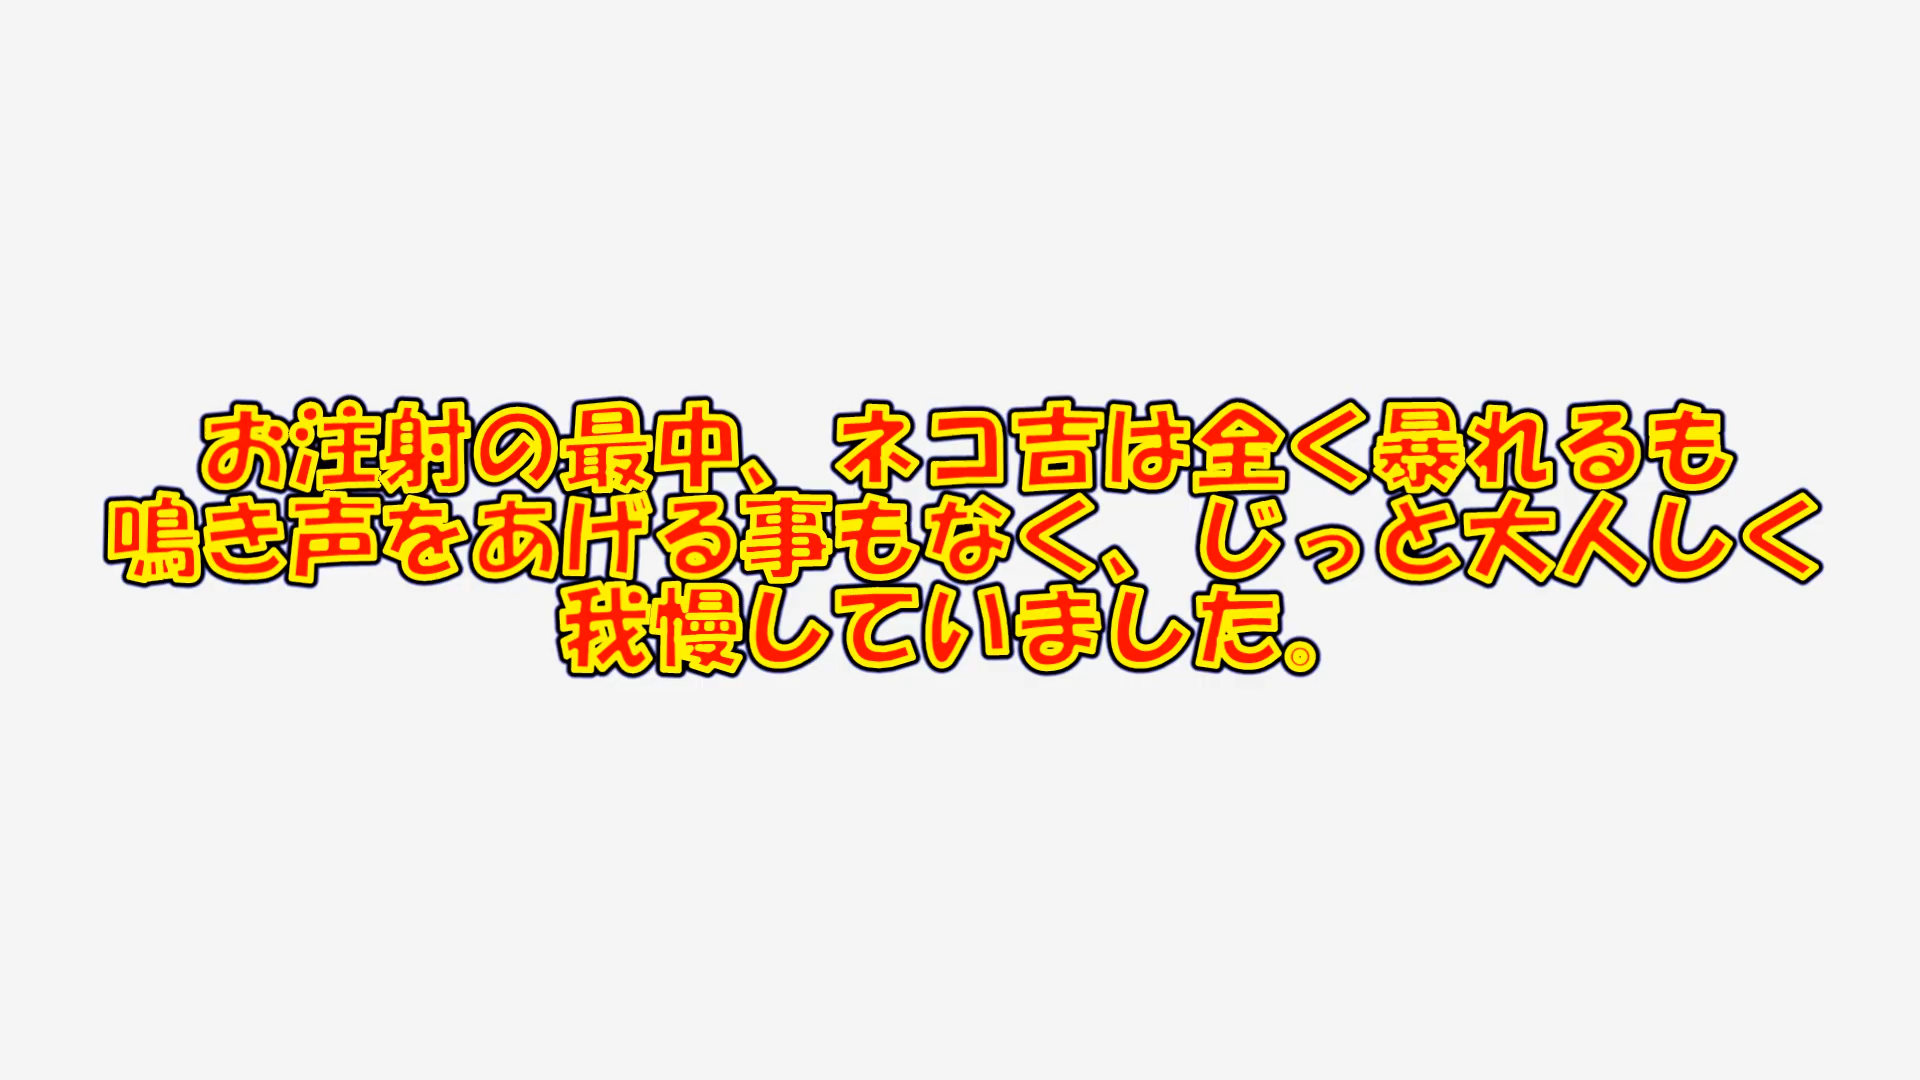 お注射の最中、ネコ吉は全く暴れるも
鳴き声をあげる事もなく、じっと大人しく
我慢していました。